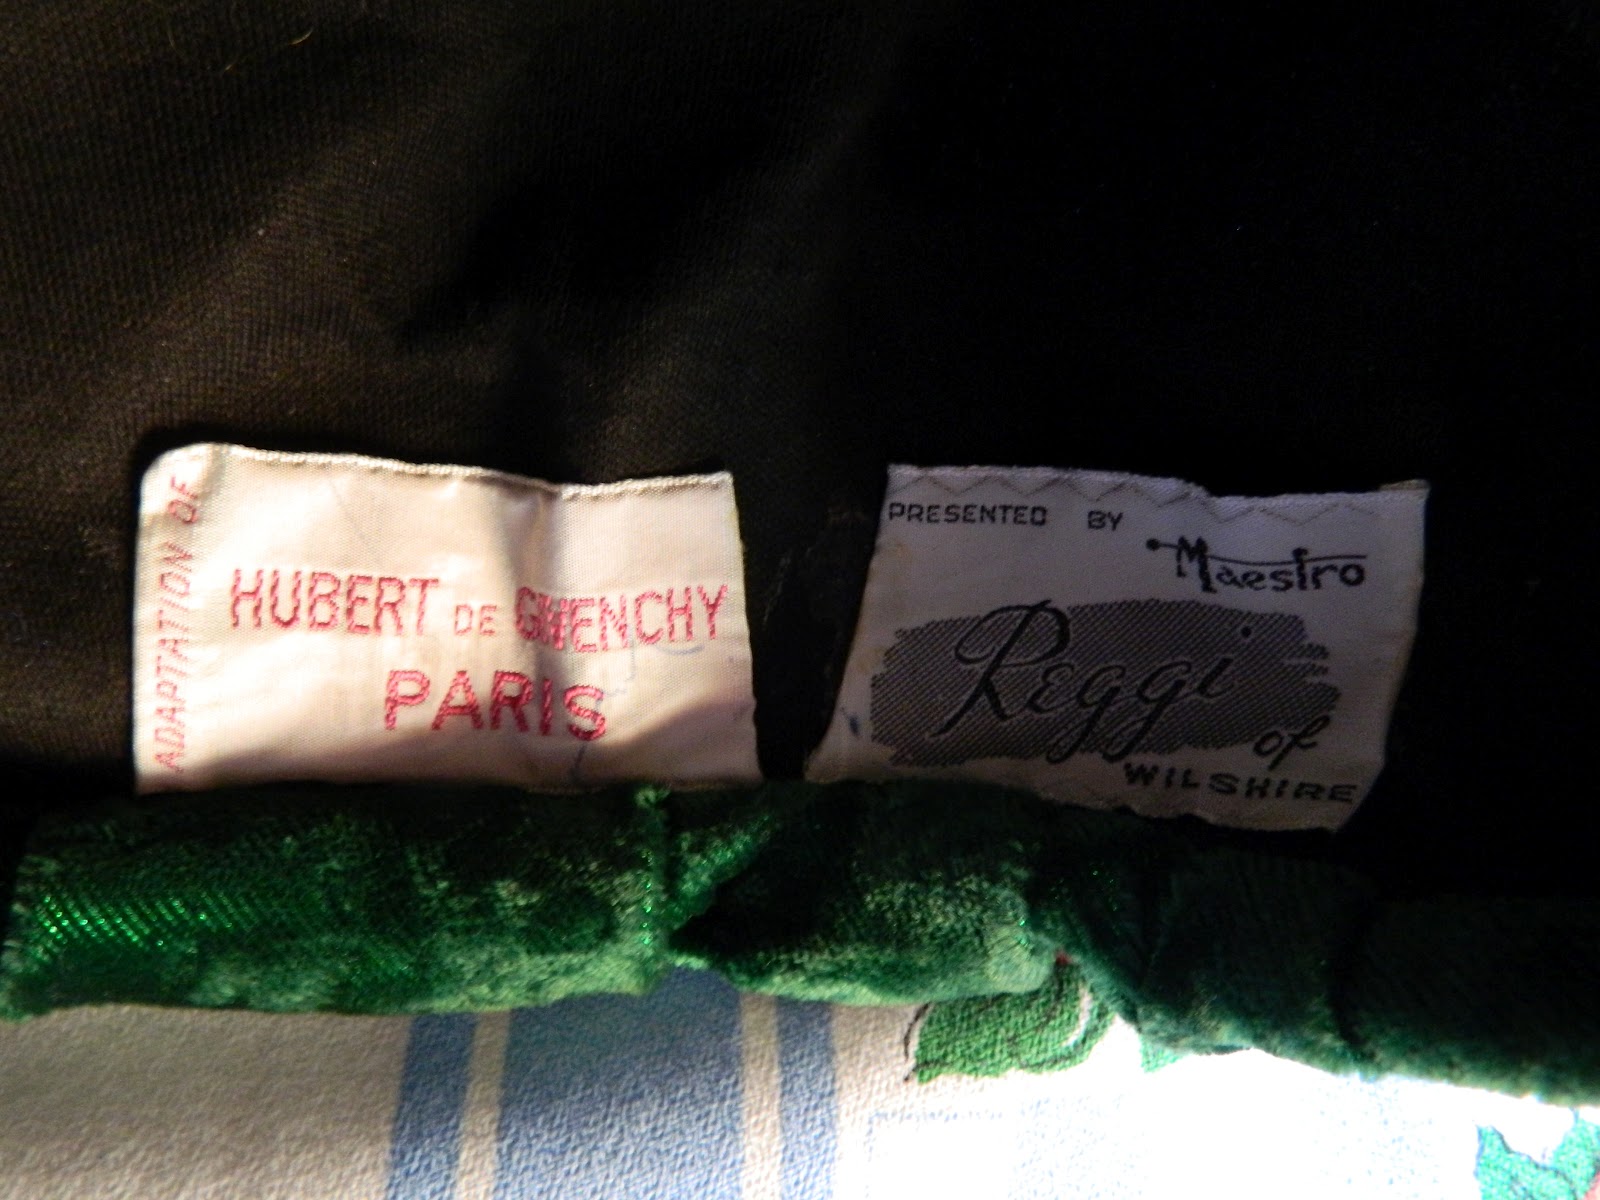 ADAPTATION OF
HUBERT DE GIVENCHY
PARIS
PRESENTED BY
Maestro
Reggi
of
WILSHIRE